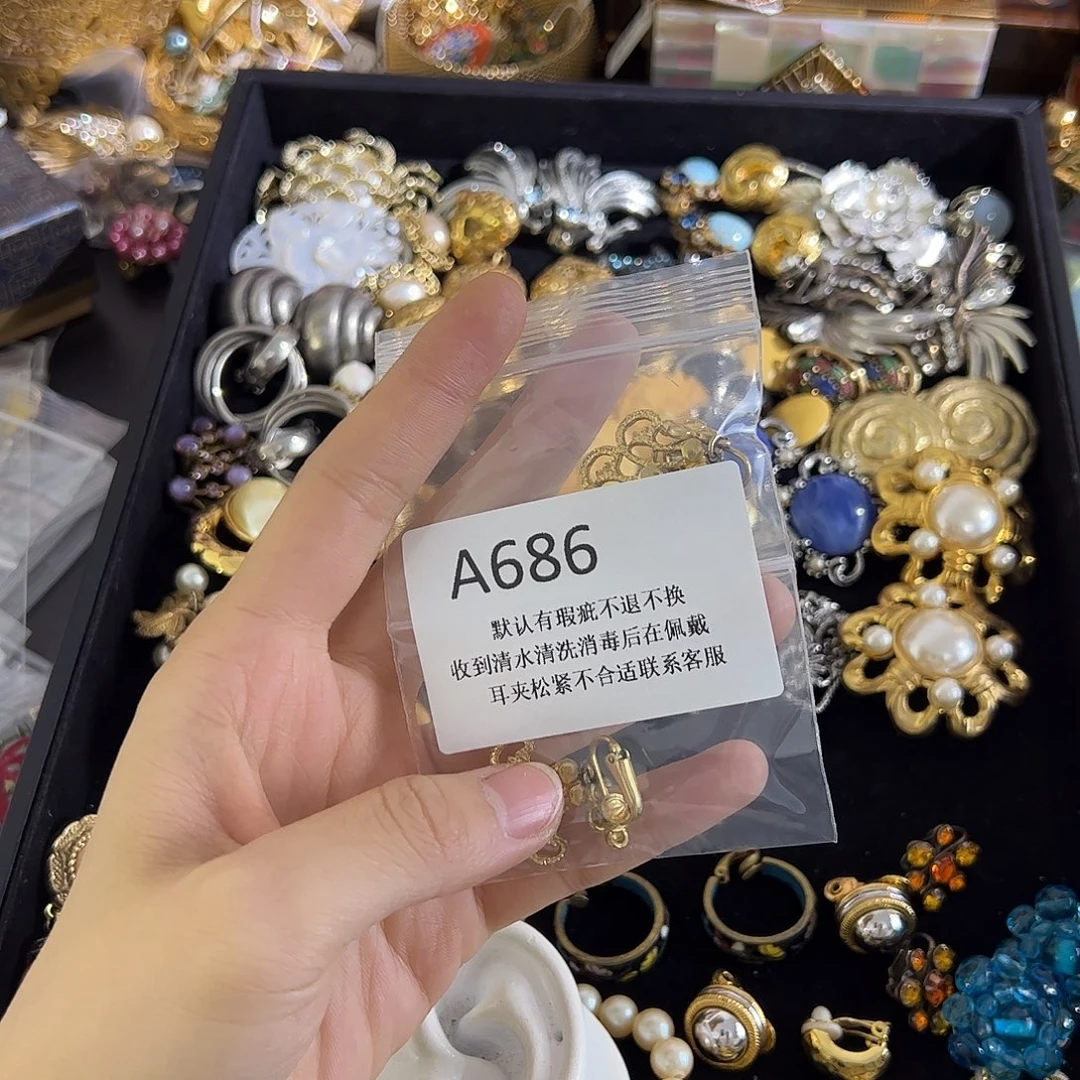 A686
默认有瑕疵不退不换
收到清水清洗消毒后在佩戴
耳夹松紧不合适联系客服